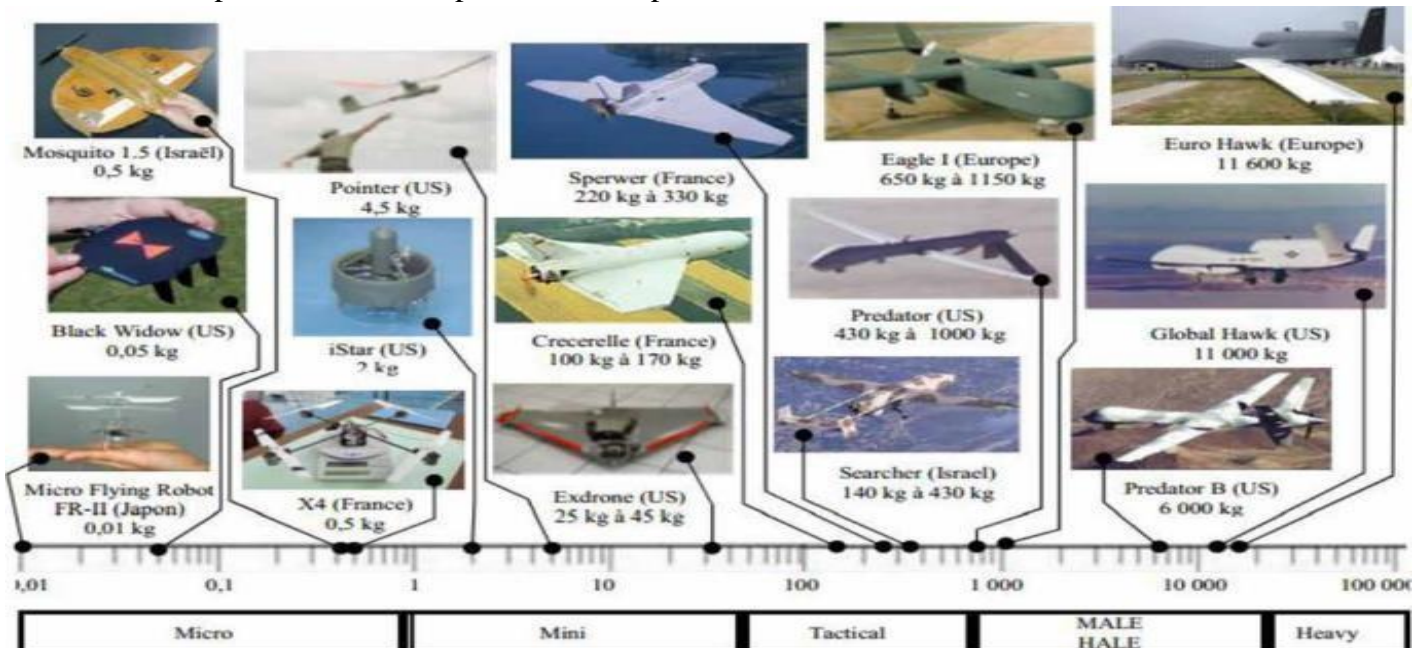 Mosquito 1.5 (Israël)
0,5 kg
Black Widow (US)
0,05 kg
Micro Flying Robot
FR-II (Japon)
0,01 kg
Pointer (US)
4,5 kg
iStar (US)
2 kg
X4 (France)
0,5 kg
Sperwer (France)
220 kg à 330 kg
Crecerelle (France)
100 kg à 170 kg
Exdrone (US)
25 kg à 45 kg
Eagle I (Europe)
650 kg à 1150 kg
Predator (US)
430 kg à 1000 kg
Searcher (Israel)
140 kg à 430 kg
Euro Hawk (Europe)
11 600 kg
Global Hawk (US)
11 000 kg
Predator B (US)
6 000 kg
,01 0,1 1 10 100 1 000 10 000 100 000
Micro Mini Tactical MALE Heavy
HALE